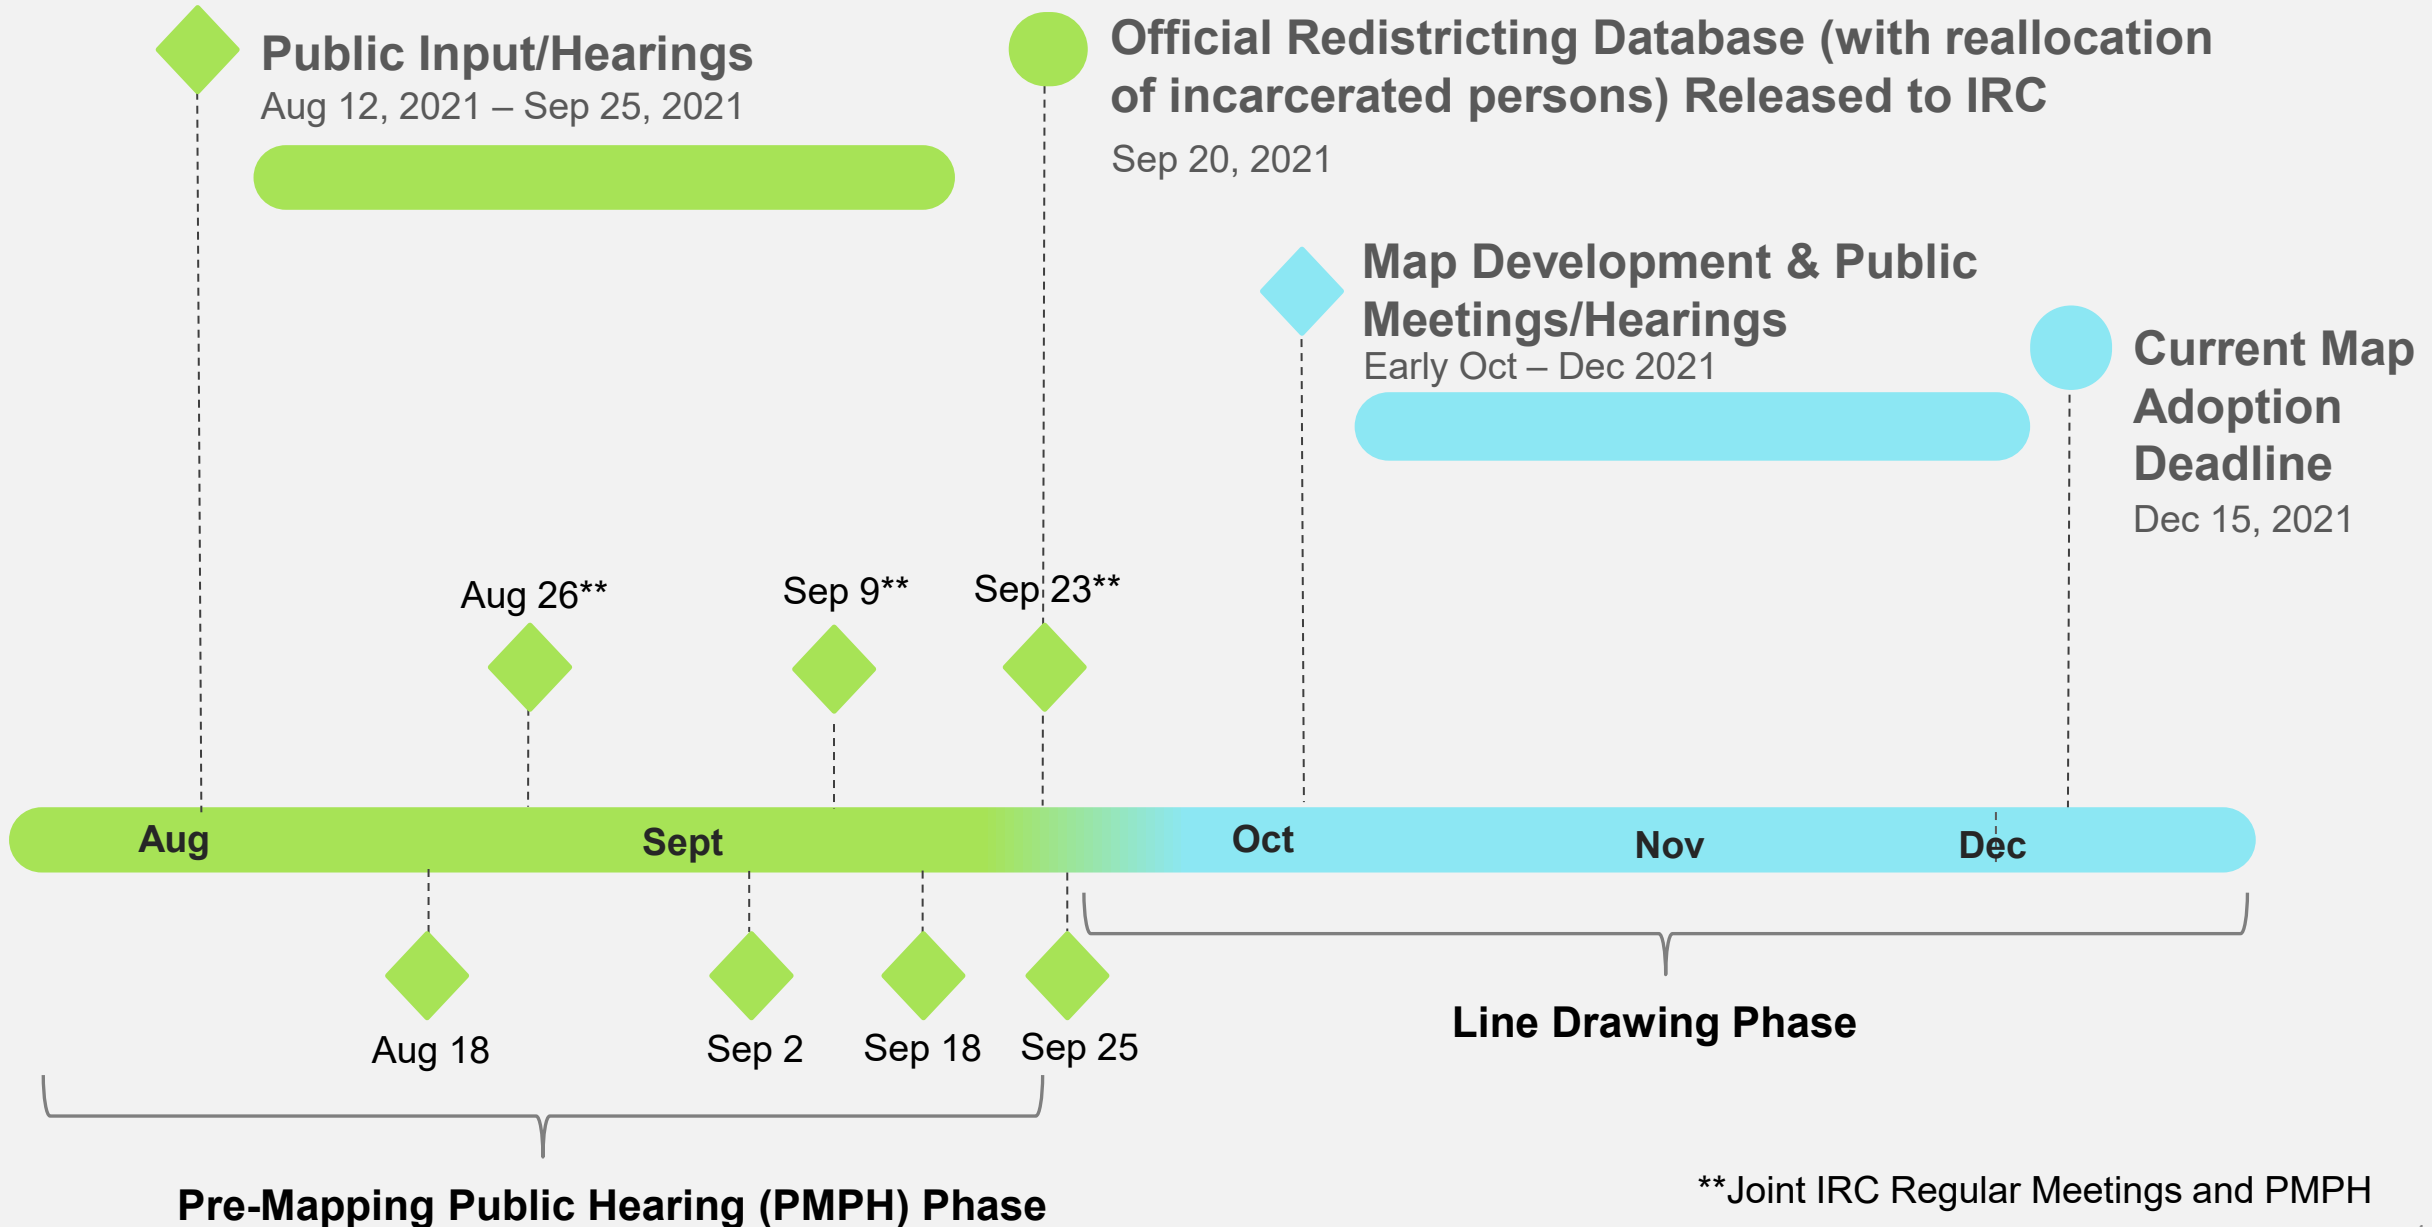 Public Input/Hearings
Aug 12, 2021 – Sep 25, 2021
Official Redistricting Database (with reallocation
of incarcerated persons) Released to IRC
Sep 20, 2021
Map Development & Public
Meetings/Hearings
Early Oct – Dec 2021
Current Map
Adoption
Deadline
Dec 15, 2021
Aug 26**
Sep 9**
Sep 23**
Aug
Sept
Oct
Nov
Dec
Aug 18
Sep 2
Sep 18
Sep 25
Line Drawing Phase
Pre-Mapping Public Hearing (PMPH) Phase
**Joint IRC Regular Meetings and PMPH